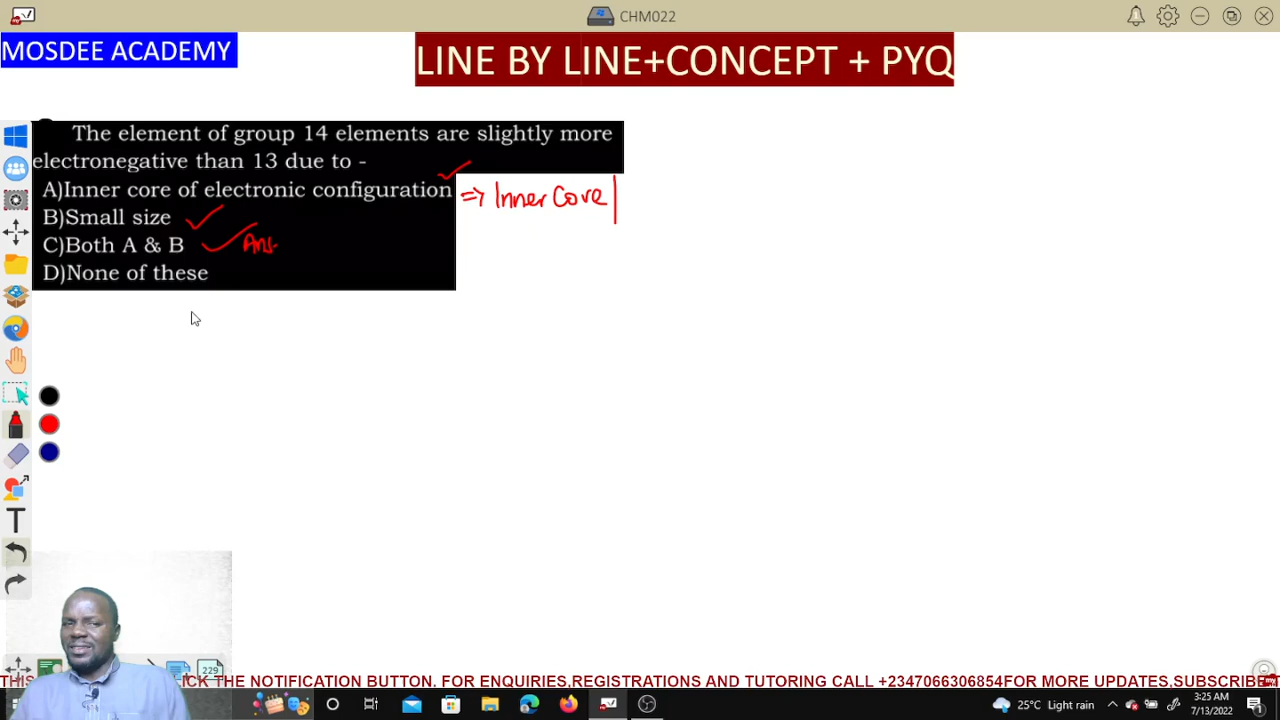 CHM022
MOSDEE ACADEMY
LINE BY LINE+CONCEPT + PYQ
The element of group 14 elements are slightly more
electronegative than 13 due to -
A)Inner core of electronic configuration
=> Inner Core
B)Small size
C)Both A & B
Ans
D)None of these
T
229
THIS
ICK THE NOTIFICATION BUTTON. FOR ENQUIRIES,REGISTRATIONS AND TUTORING CALL +2347066306854FOR MORE UPDATES,SUBSCRIBE
25°C Light rain
3:25 AM
7/13/2022